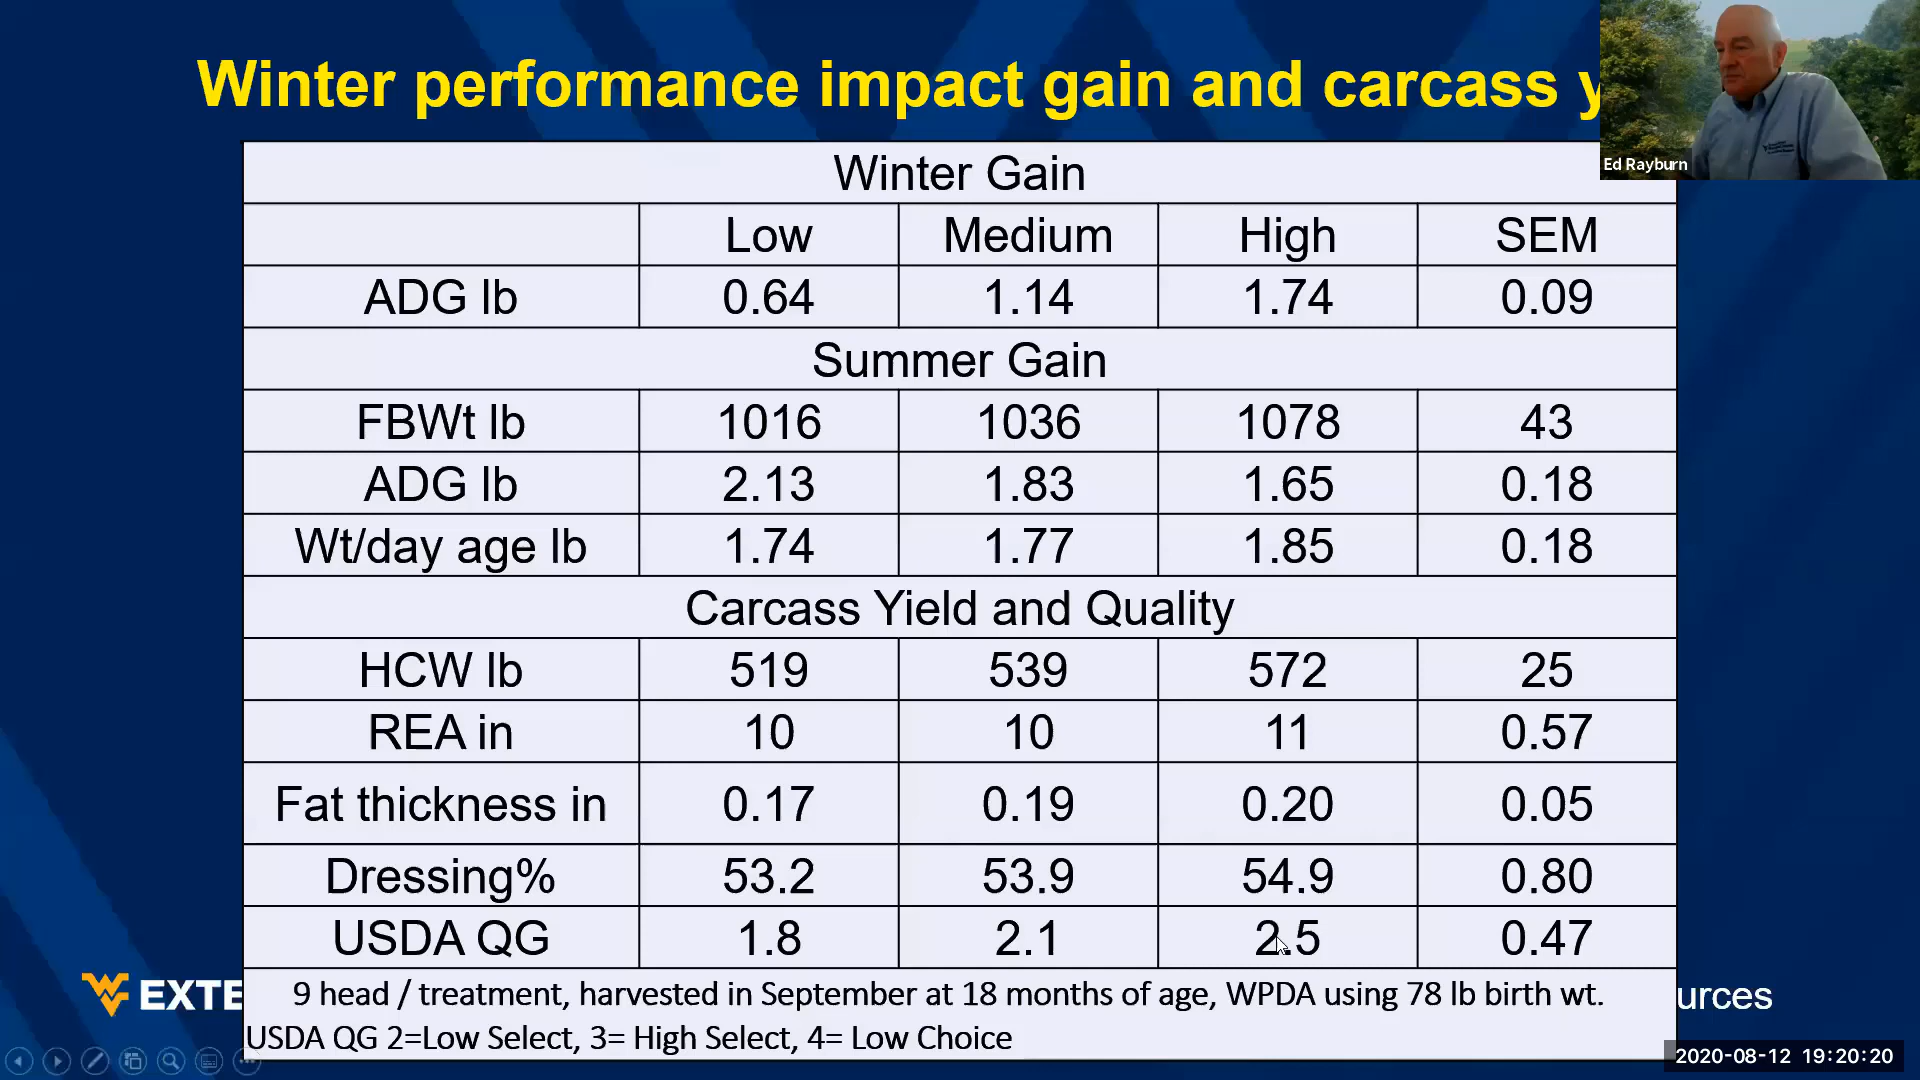 Winter performance impact gain and carcass y
Ed Rayburn
Winter Gain
Low Medium High SEM
ADG lb 0.64 1.14 1.74 0.09
Summer Gain
FBWt lb 1016 1036 1078 43
ADG lb 2.13 1.83 1.65 0.18
Wt/day age lb 1.74 1.77 1.85 0.18
Carcass Yield and Quality
HCW lb 519 539 572 25
REA in 10 10 11 0.57
Fat thickness in 0.17 0.19 0.20 0.05
Dressing% 53.2 53.9 54.9 0.80
USDA QG 1.8 2.1 2.5 0.47
9 head / treatment, harvested in September at 18 months of age, WPDA using 78 lb birth wt.
USDA QG 2=Low Select, 3= High Select, 4= Low Choice
EXTE urces
2020-08-12 19:20:20